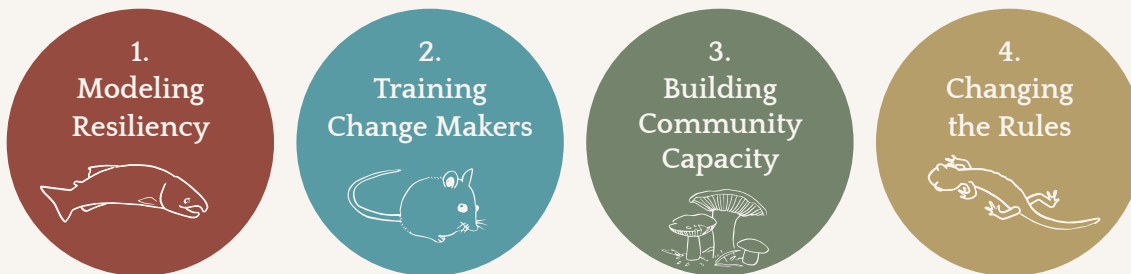 1.
Modeling
Resiliency
2.
Training
Change Makers
3.
Building
Community
Capacity
4.
Changing
the Rules